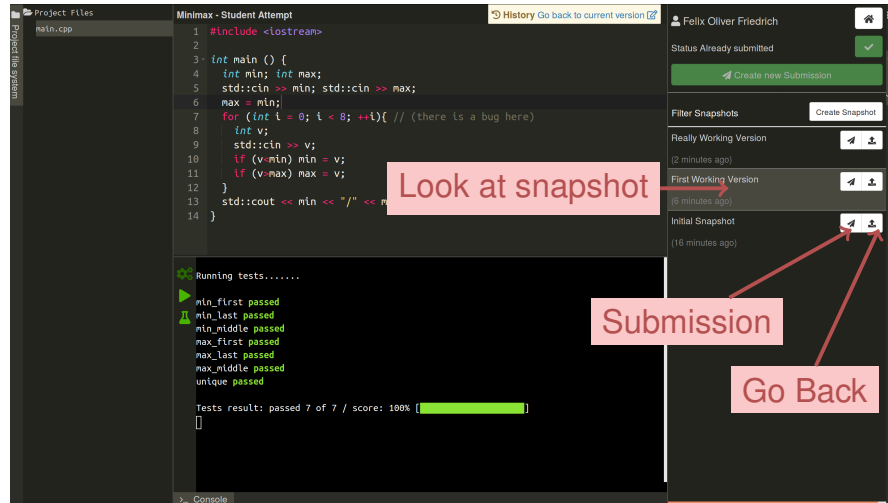 Project file system
Project Files
main.cpp
Minimax - Student Attempt
History Go back to current version
1 #include <iostream>
2
3 int main () {
4 int min; int max;
5 std::cin >> min; std::cin >> max;
6 max = min;
7 for (int i = 0; i < 8; ++i){ // (there is a bug here)
8 int v;
9 std::cin >> v;
10 if (v<min) min = v;
11 if (v>max) max = v;
12 }
13 std::cout << min << "/" <<
14 }
Running tests.......
min_first passed
min_last passed
min_middle passed
max_first passed
max_last passed
max_middle passed
unique passed
Tests result: passed 7 of 7 / score: 100% [ ]
>_ Console
Felix Oliver Friedrich
Status Already submitted
Create new Submission
Filter Snapshots
Create Snapshot
Really Working Version
(2 minutes ago)
First Working Version
(6 minutes ago)
Initial Snapshot
(16 minutes ago)
Look at snapshot
Submission
Go Back